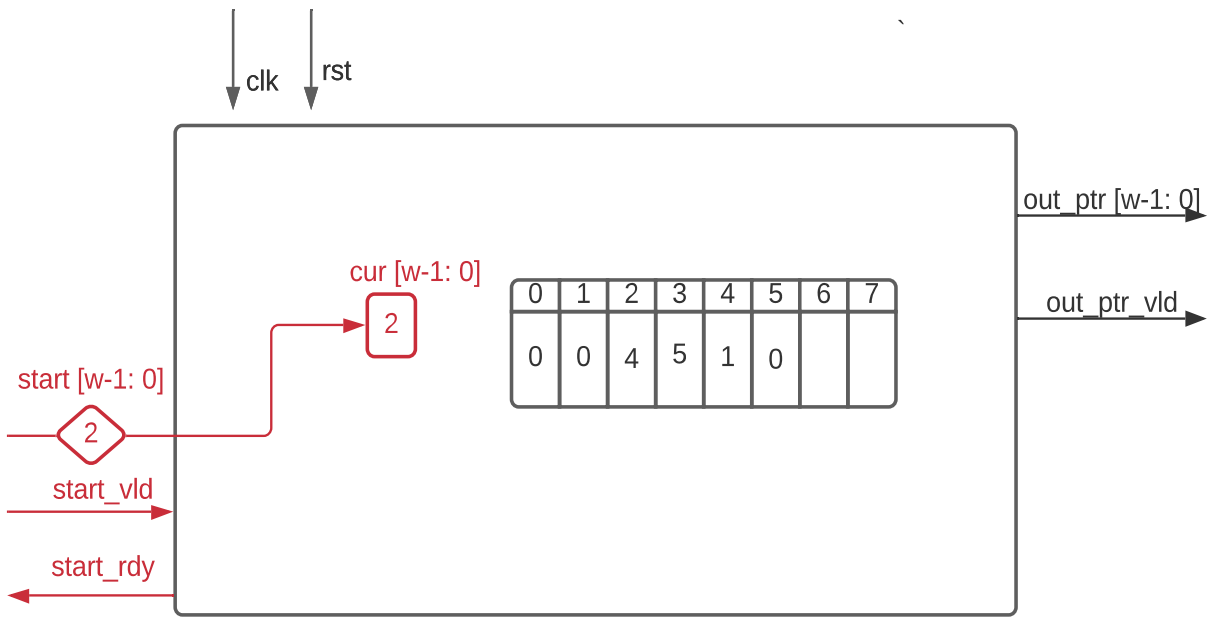 `
clk
rst
out_ptr [w-1: 0]
cur [w-1: 0]
0 1 2 3 4 5 6 7
out_ptr_vld
2
0 0 4 5 1 0
start [w-1: 0]
2
start_vld
start_rdy